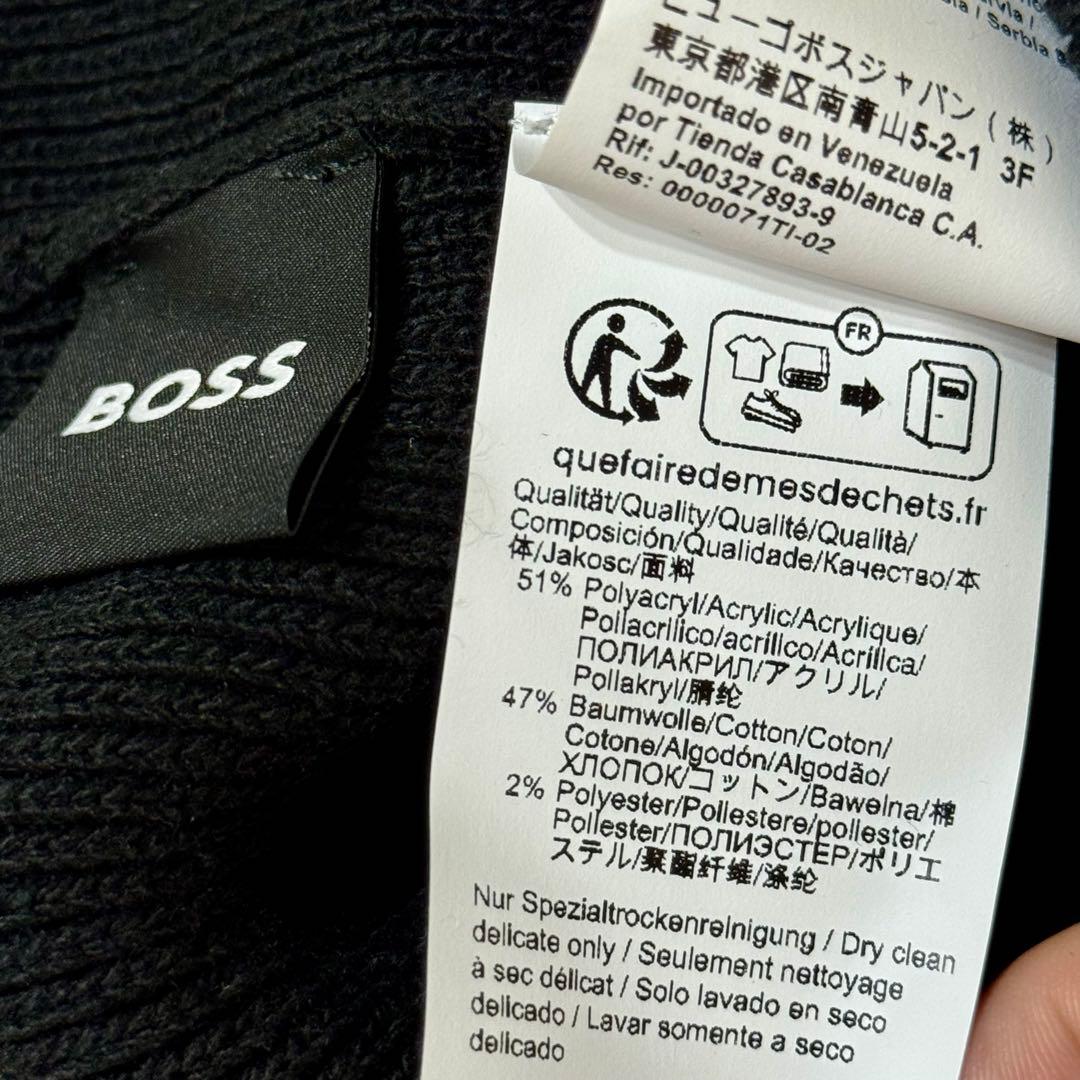 BOSS
ヒューゴボスジャパン(株)
東京都港区南青山5-2-1 3F
Importado en Venezuela
por Tienda Casablanca C.A.
Rif: J-00327893-9
Res: 0000071TI-02
Serbia
FR
quefairedemesdechets.fr
Qualität/Quality/Qualité/Qualità/
Composición/Qualidade/Качество/本
体/Jakosc/面料
51% Polyacryl/Acrylic/Acrylique/
Poliacrilico/acrílico/Acrílica/
ПОЛИАКРИЛ/アクリル/
Poliakryl/腈纶
47% Baumwolle/Cotton/Coton/
Cotone/Algodón/Algodão/
ХЛОПОК/コットン/Bawelna/棉
2% Polyester/Poliestere/poliester/
Poliester/ПОЛИЭСТЕР/ポリエ
ステル/聚酯纤维/涤纶
Nur Spezialtrockenreinigung / Dry clean
delicate only / Seulement nettoyage
à sec délicat / Solo lavado en seco
delicado / Lavar somente a seco
delicado